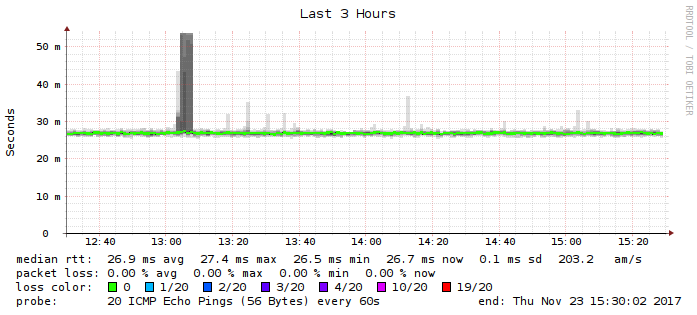 Last 3 Hours
RRDTOOL / TOBI OETIKER
Seconds
50 m
40 m
30 m
20 m
10 m
0
12:40 13:00 13:20 13:40 14:00 14:20 14:40 15:00 15:20
median rtt: 26.9 ms avg 27.4 ms max 26.5 ms min 26.7 ms now 0.1 ms sd 203.2 am/s
packet loss: 0.00 % avg 0.00 % max 0.00 % min 0.00 % now
loss color: 0 1/20 2/20 3/20 4/20 10/20 19/20
probe: 20 ICMP Echo Pings (56 Bytes) every 60s end: Thu Nov 23 15:30:02 2017